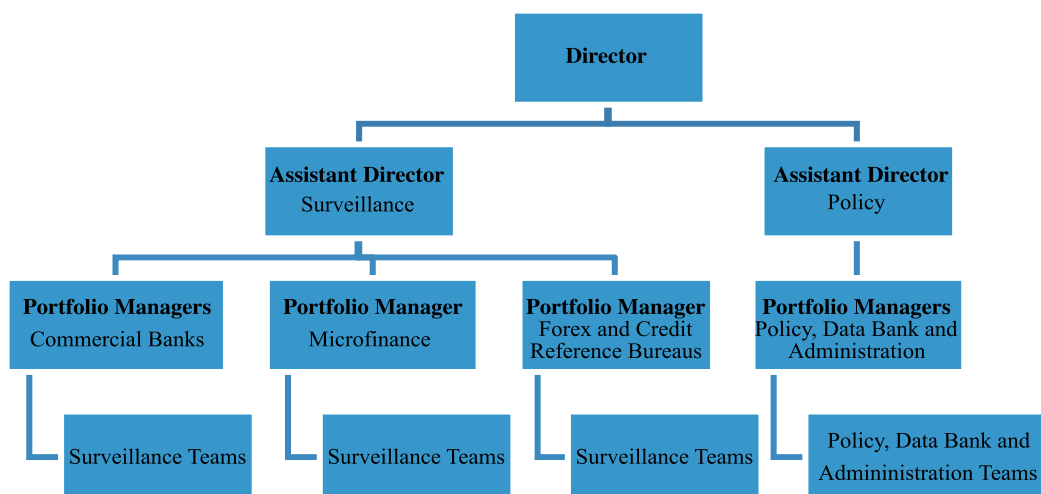 Director
Assistant Director
Surveillance
Assistant Director
Policy
Portfolio Managers
Commercial Banks
Portfolio Manager
Microfinance
Portfolio Manager
Forex and Credit
Reference Bureaus
Portfolio Managers
Policy, Data Bank and
Administration
Surveillance Teams
Surveillance Teams
Surveillance Teams
Policy, Data Bank and
Admininistration Teams